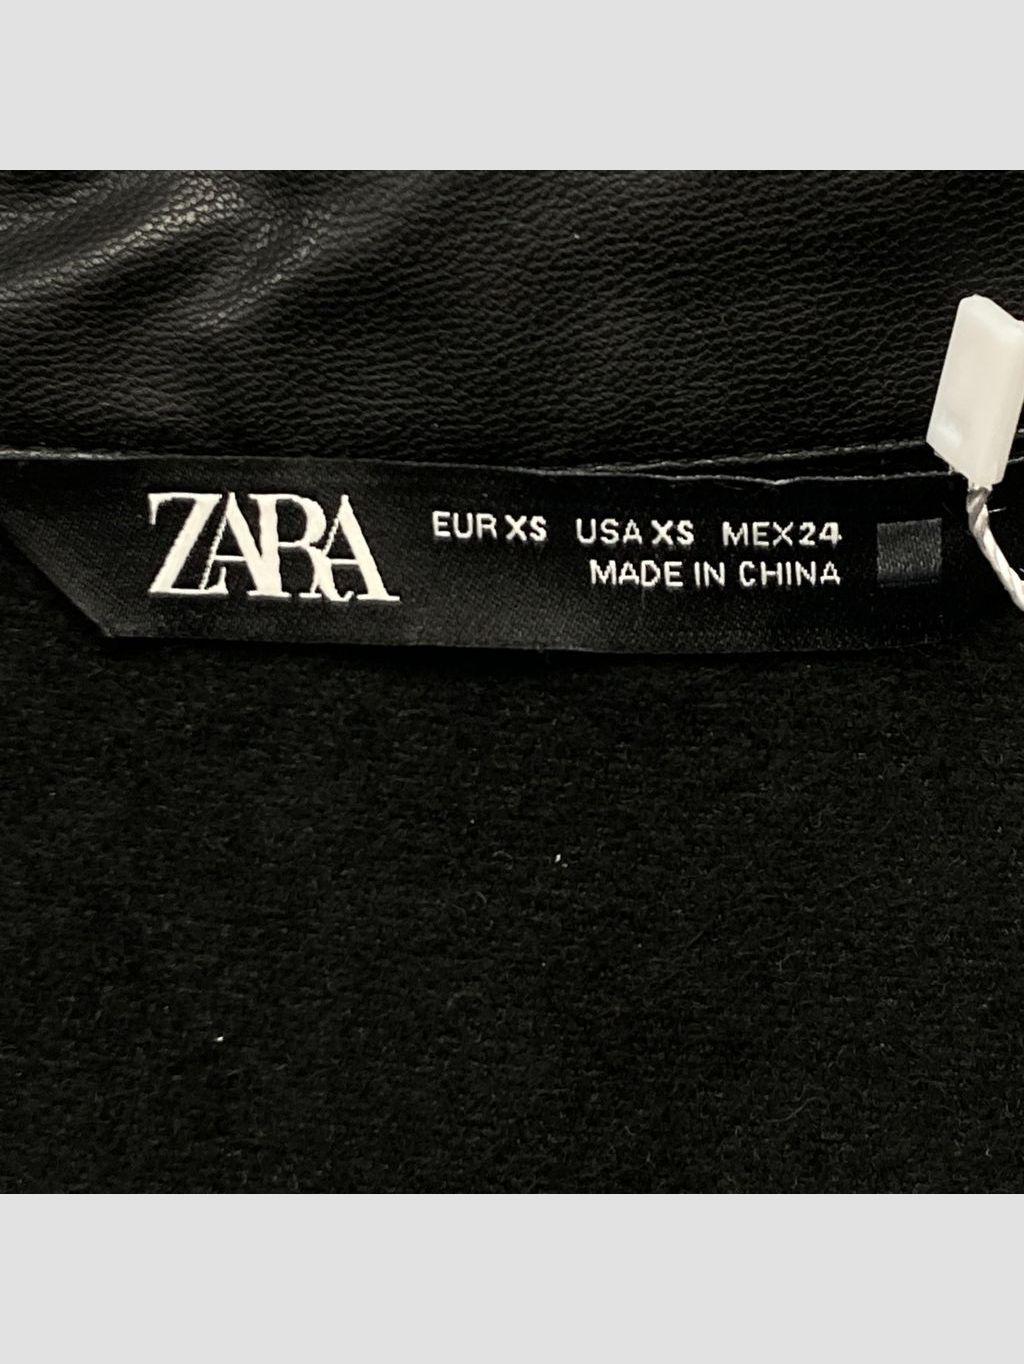 ZARA
EUR XS USA XS MEX 24
MADE IN CHINA